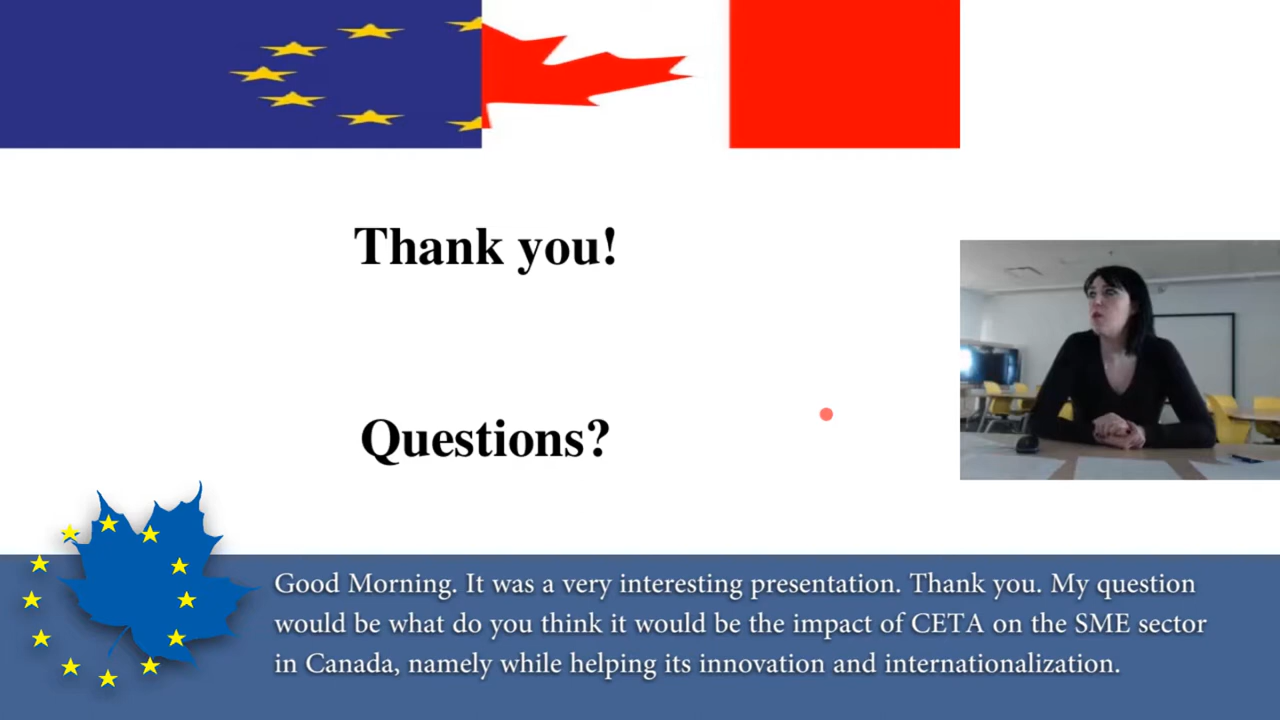 Thank you!
Questions?
Good Morning. It was a very interesting presentation. Thank you. My question
would be what do you think it would be the impact of CETA on the SME sector
in Canada, namely while helping its innovation and internationalization.